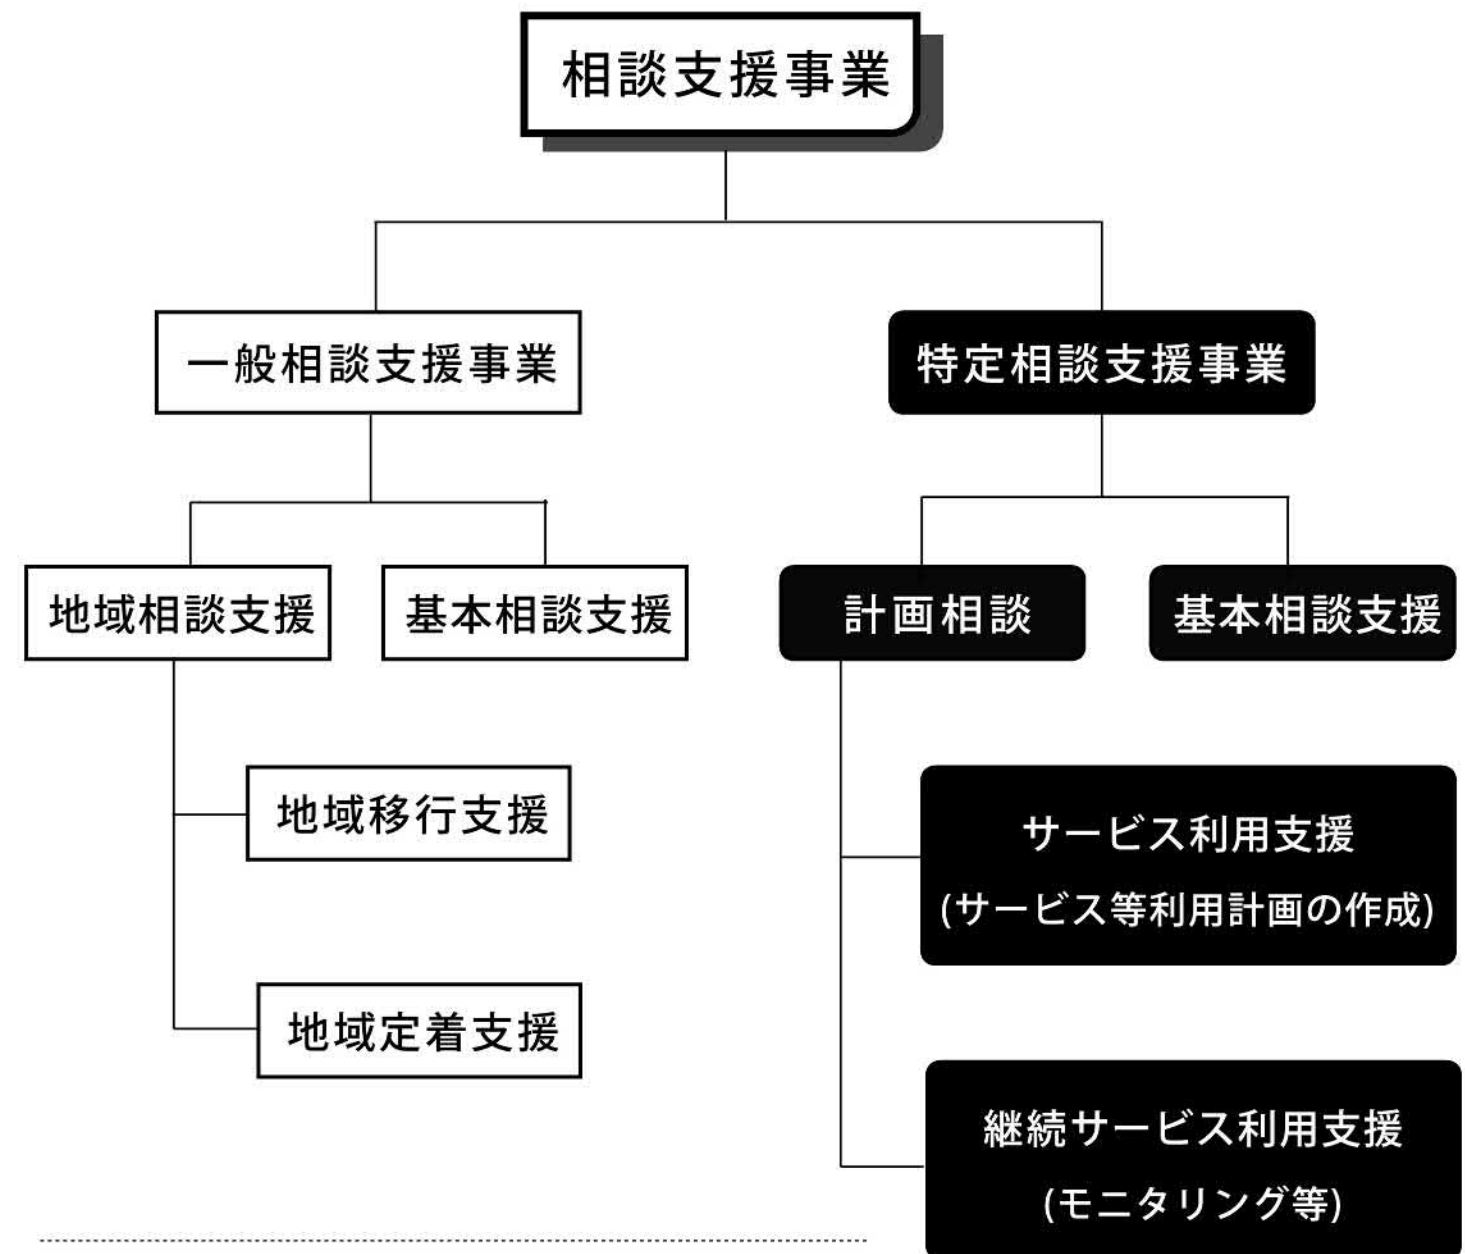 相談支援事業
一般相談支援事業
特定相談支援事業
地域相談支援
基本相談支援
計画相談
基本相談支援
地域移行支援
サービス利用支援
(サービス等利用計画の作成)
地域定着支援
継続サービス利用支援
(モニタリング等)